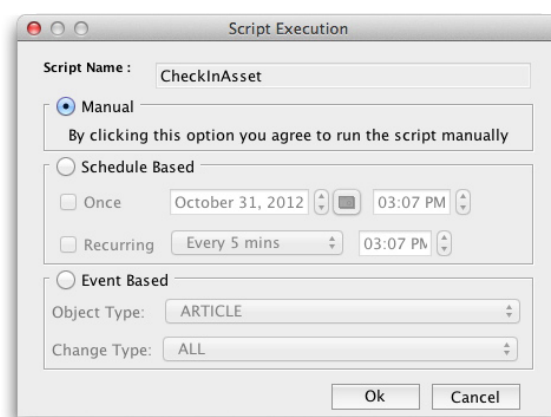 Script Execution
Script Name : CheckInAsset
Manual
By clicking this option you agree to run the script manually
Schedule Based
Once October 31, 2012 03:07 PM
Recurring Every 5 mins 03:07 PM
Event Based
Object Type: ARTICLE
Change Type: ALL
Ok Cancel